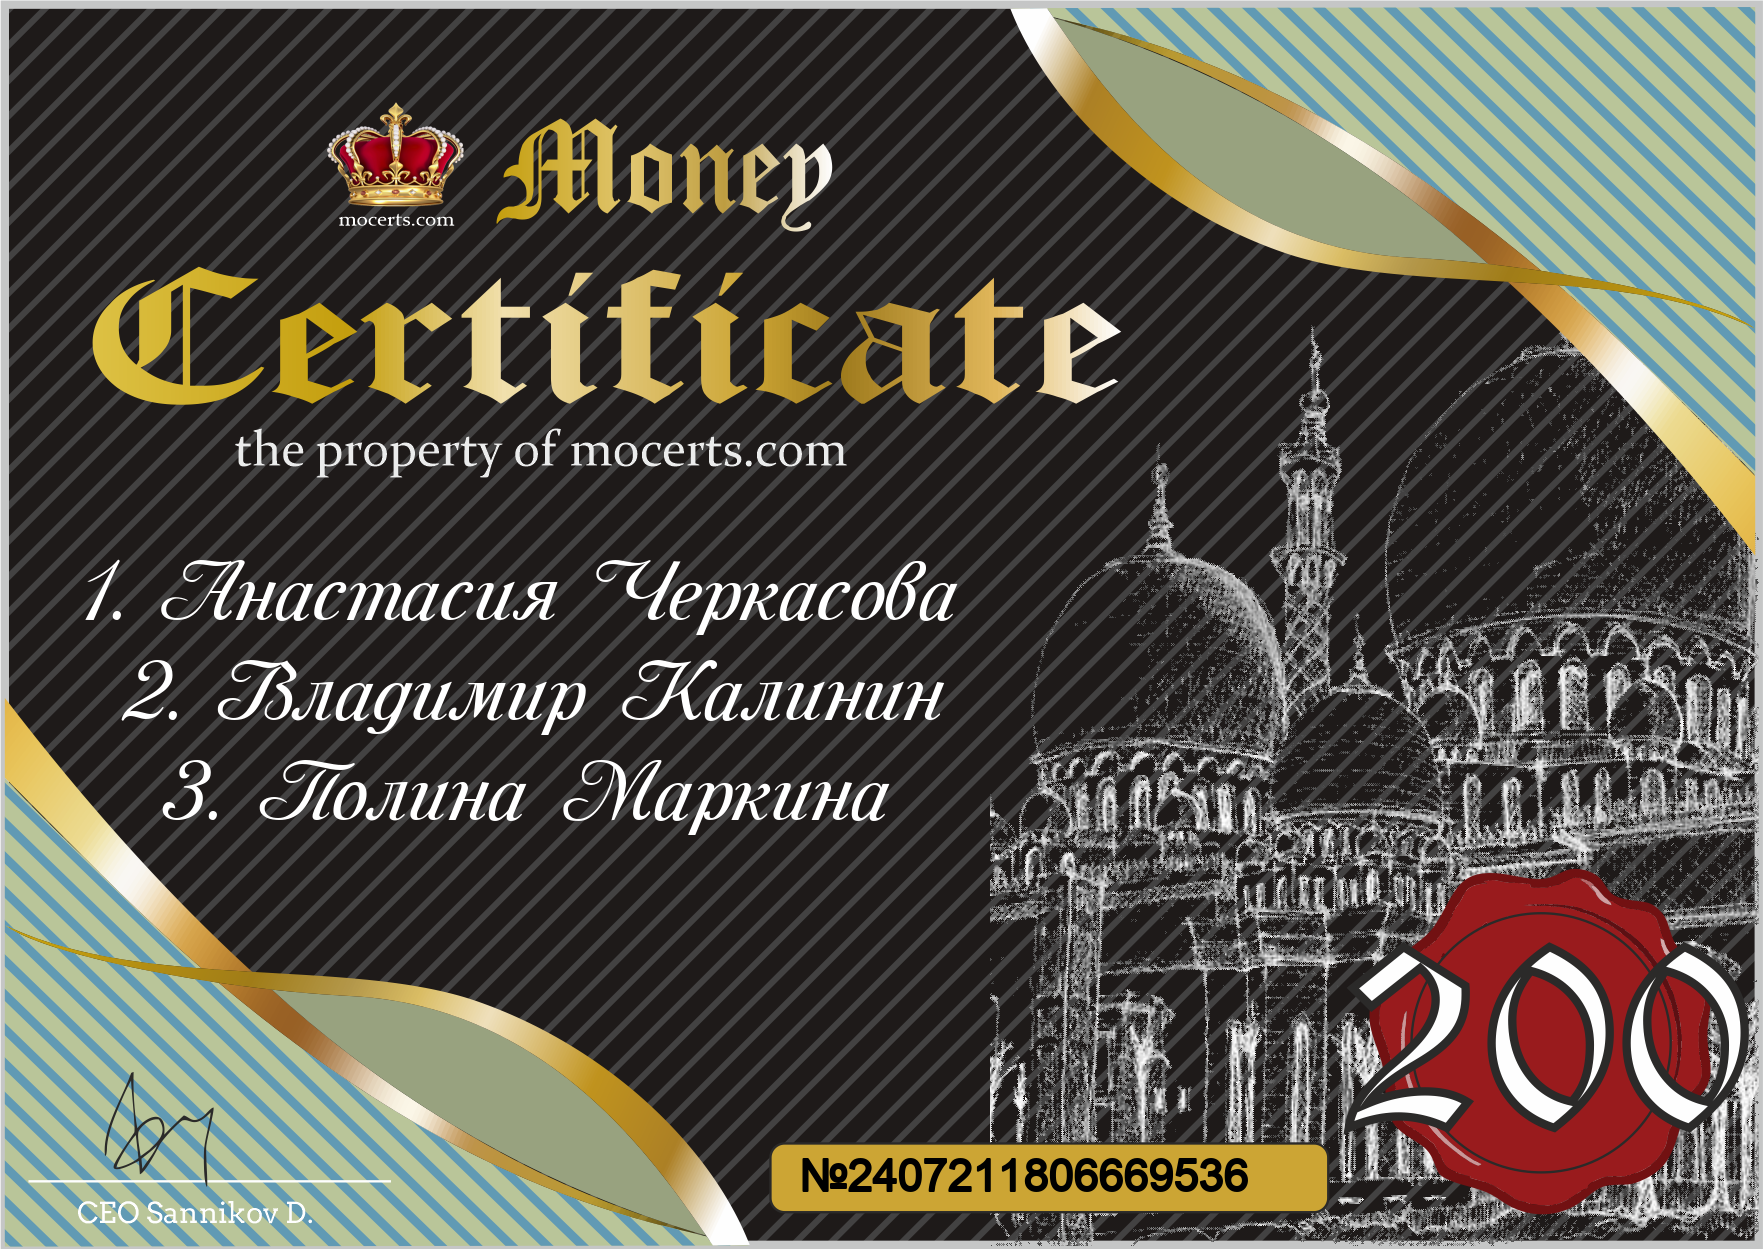 mocerts.com
Money
Certificate
the property of mocerts.com
1. Анастасия Черкасова
2. Владимир Калинин
3. Полина Маркина
200
№2407211806669536
CEO Sannikov D.